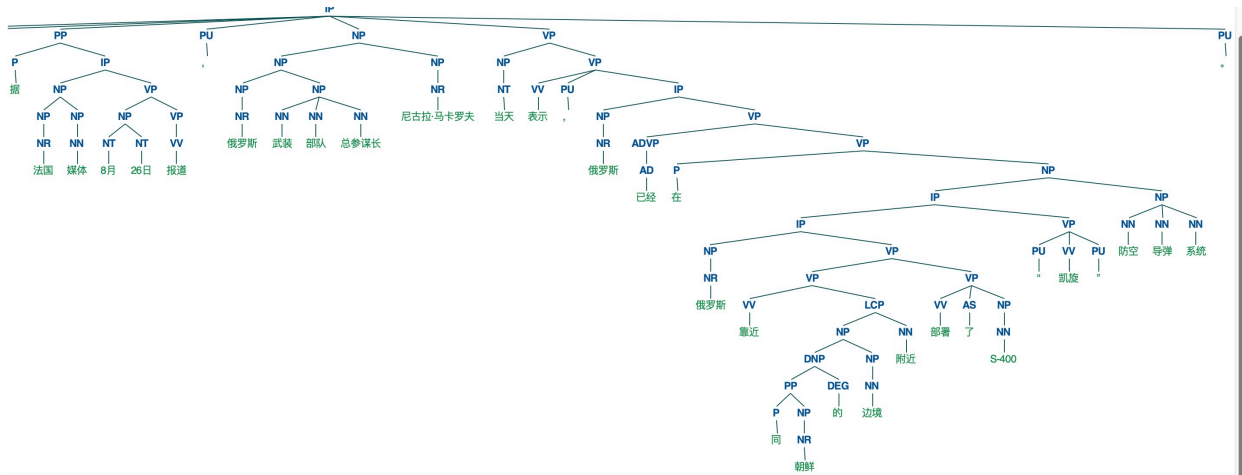 IP
PP PU NP VP PU
P IP ， NP NP NP VP 。
据 NP VP NP NP NR NT VV PU IP
NP NP NP VP NR NN NN NN 尼古拉·马卡罗夫 当天 表示 ， NP VP
NR NN NT NT VV 俄罗斯 武装 部队 总参谋长 NR ADVP VP
法国 媒体 8月 26日 报道 俄罗斯 AD P NP
已经 在 IP NP
IP VP NN NN NN
NP VP PU VV PU 防空 导弹 系统
NR VP VP “ 凯旋 ”
俄罗斯 VV LCP VV AS NP
靠近 NP NN 部署 了 NN
DNP NP 附近 S-400
PP DEG NN
P NP 的 边境
同 NR
朝鲜